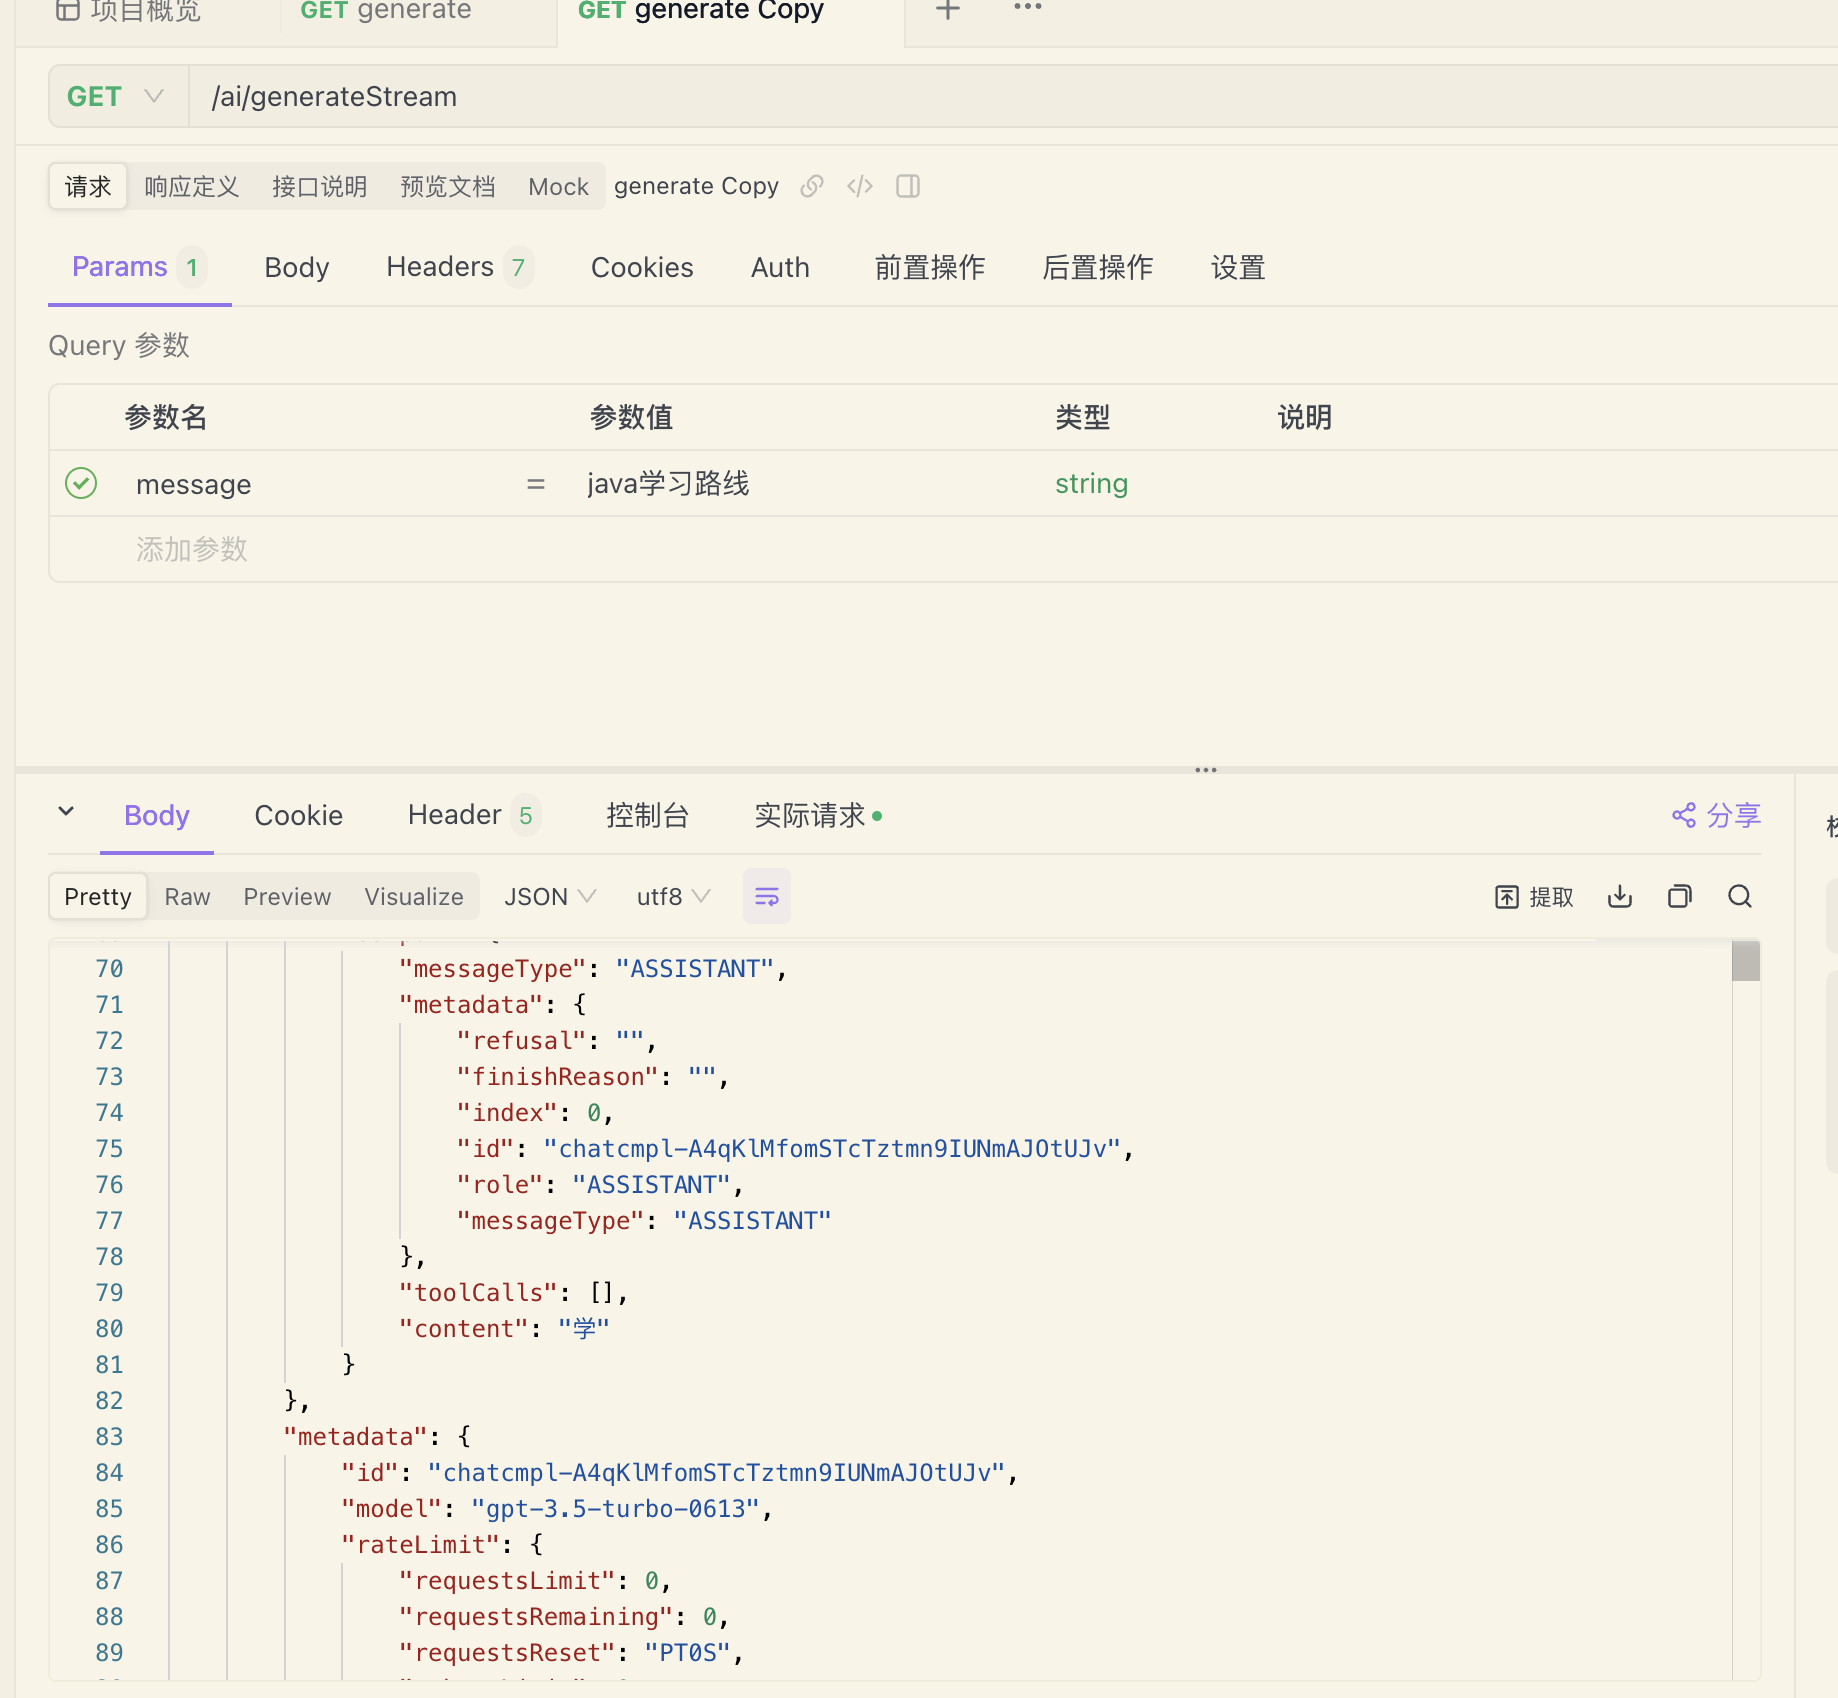 项目概览
GET generate
GET generate Copy
GET
/ai/generateStream
请求 响应定义 接口说明 预览文档 Mock generate Copy
Params 1 Body Headers 7 Cookies Auth 前置操作 后置操作 设置
Query 参数
参数名 参数值 类型 说明
message = java学习路线 string
添加参数
Body Cookie Header 5 控制台 实际请求 分享
Pretty Raw Preview Visualize JSON utf8 提取
70 "messageType": "ASSISTANT",
71 "metadata": {
72 "refusal": "",
73 "finishReason": "",
74 "index": 0,
75 "id": "chatcmpl-A4qKlMfomSTcTztmn9IUNmAJOtUJv",
76 "role": "ASSISTANT",
77 "messageType": "ASSISTANT"
78 },
79 "toolCalls": [],
80 "content": "学"
81 }
82 },
83 "metadata": {
84 "id": "chatcmpl-A4qKlMfomSTcTztmn9IUNmAJOtUJv",
85 "model": "gpt-3.5-turbo-0613",
86 "rateLimit": {
87 "requestsLimit": 0,
88 "requestsRemaining": 0,
89 "requestsReset": "PT0S",